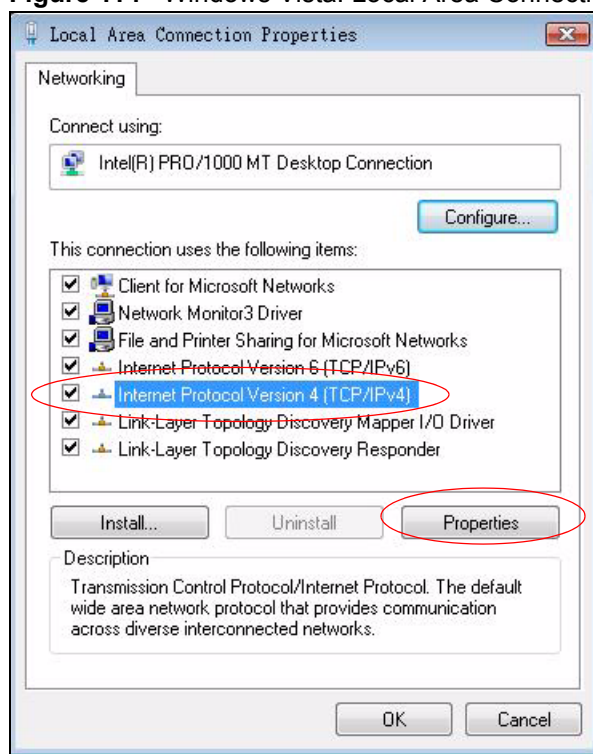 Windows Vista: Local Area Connecti
Local Area Connection Properties
Networking
Connect using:
Intel(R) PRO/1000 MT Desktop Connection
Configure...
This connection uses the following items:
Client for Microsoft Networks
Network Monitor3 Driver
File and Printer Sharing for Microsoft Networks
Internet Protocol Version 6 (TCP/IPv6)
Internet Protocol Version 4 (TCP/IPv4)
Link-Layer Topology Discovery Mapper I/O Driver
Link-Layer Topology Discovery Responder
Install...
Uninstall
Properties
Description
Transmission Control Protocol/Internet Protocol. The default
wide area network protocol that provides communication
across diverse interconnected networks.
OK
Cancel